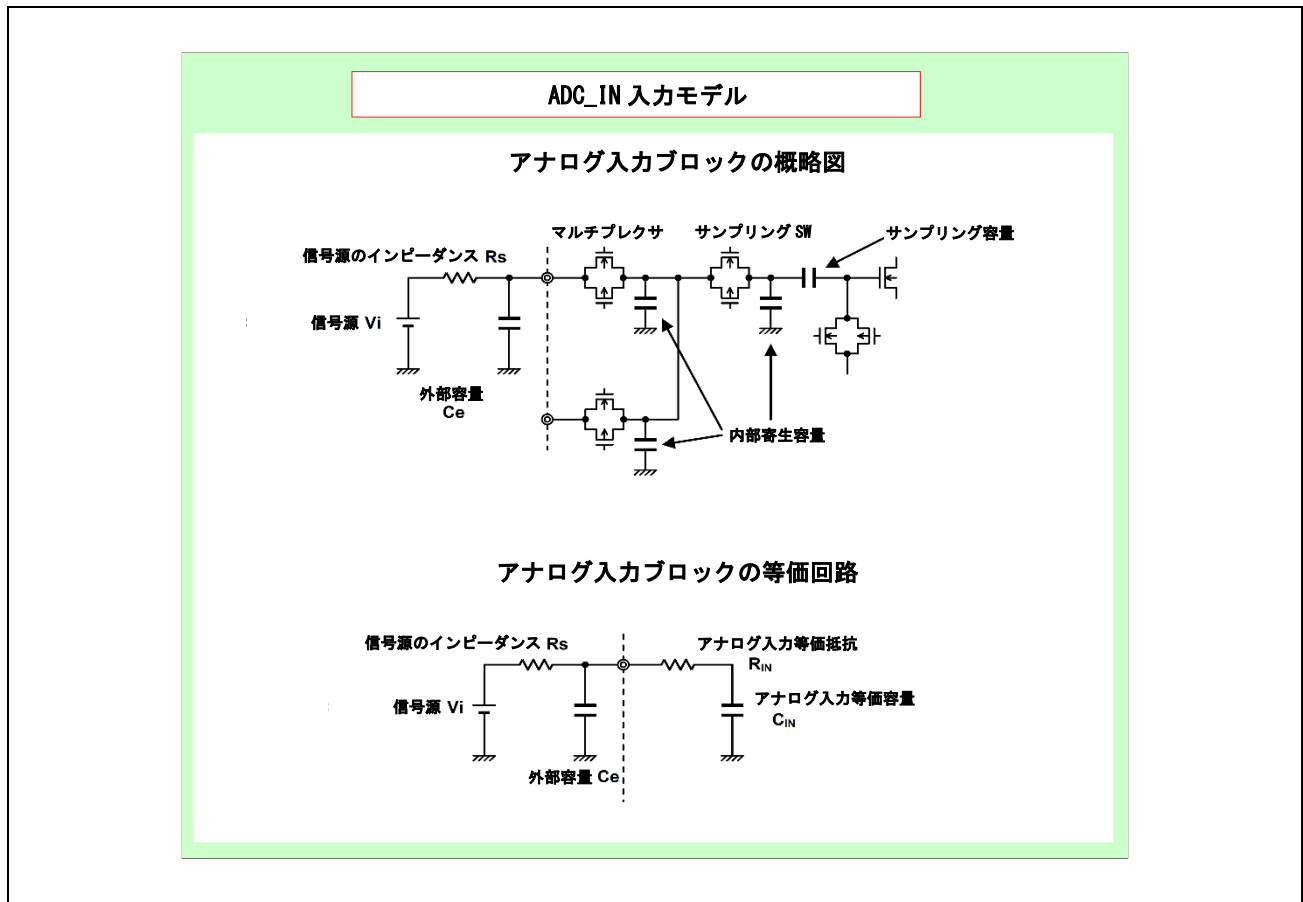 ADC_IN 入力モデル
アナログ入力ブロックの概略図
マルチプレクサ
サンプリング SW
サンプリング容量
信号源のインピーダンス Rs
信号源 Vi
外部容量
Ce
内部寄生容量
アナログ入力ブロックの等価回路
信号源のインピーダンス Rs
アナログ入力等価抵抗
RIN
信号源 Vi
アナログ入力等価容量
CIN
外部容量 Ce